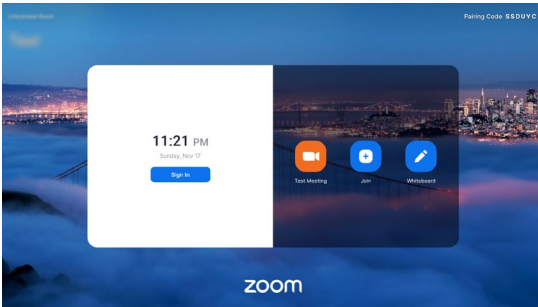 Pairing Code SSDUYC
11:21 PM
Sunday, Nov 17
Sign In
Test Meeting
Join
Whiteboard
zoom